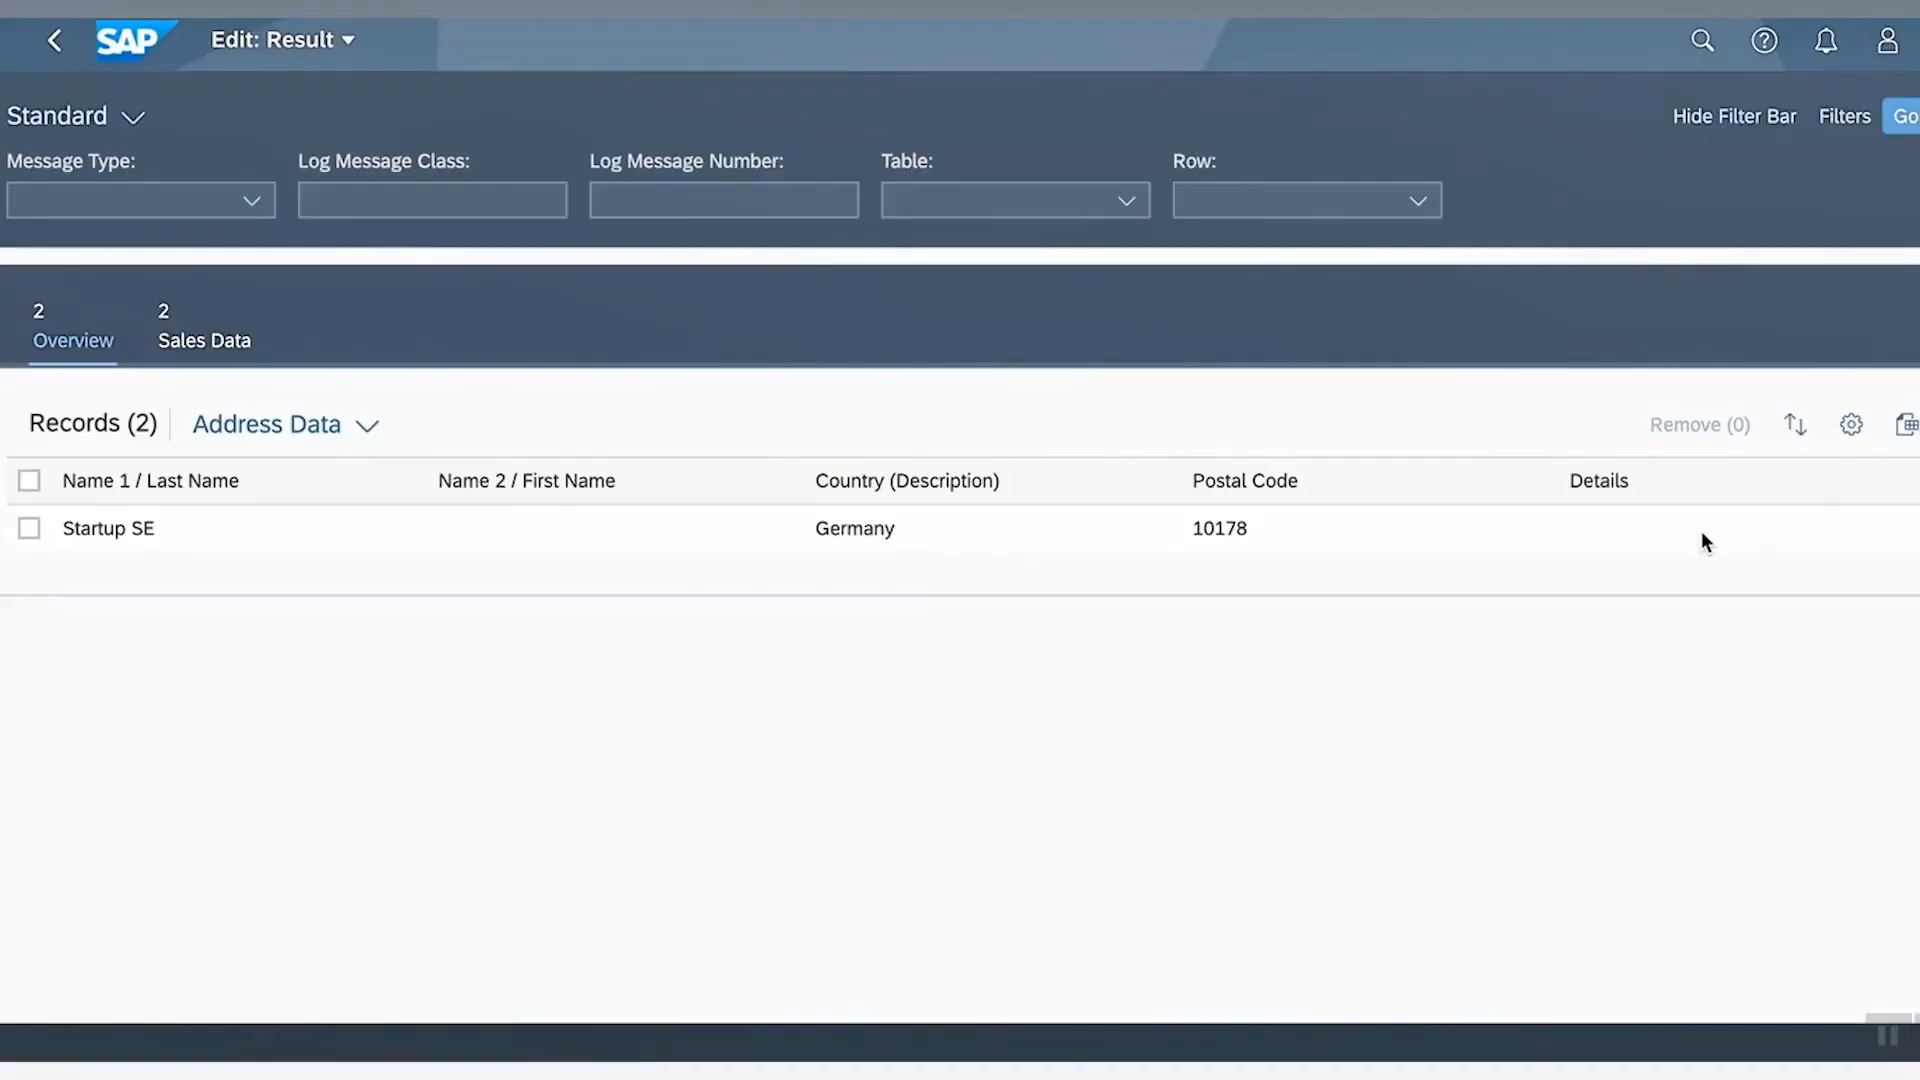 SAP Edit: Result
Standard
Hide Filter Bar Filters Go
Message Type: Log Message Class: Log Message Number: Table: Row:
2 2
Overview Sales Data
Records (2) Address Data
Remove (0)
Name 1 / Last Name Name 2 / First Name Country (Description) Postal Code Details
Startup SE Germany 10178